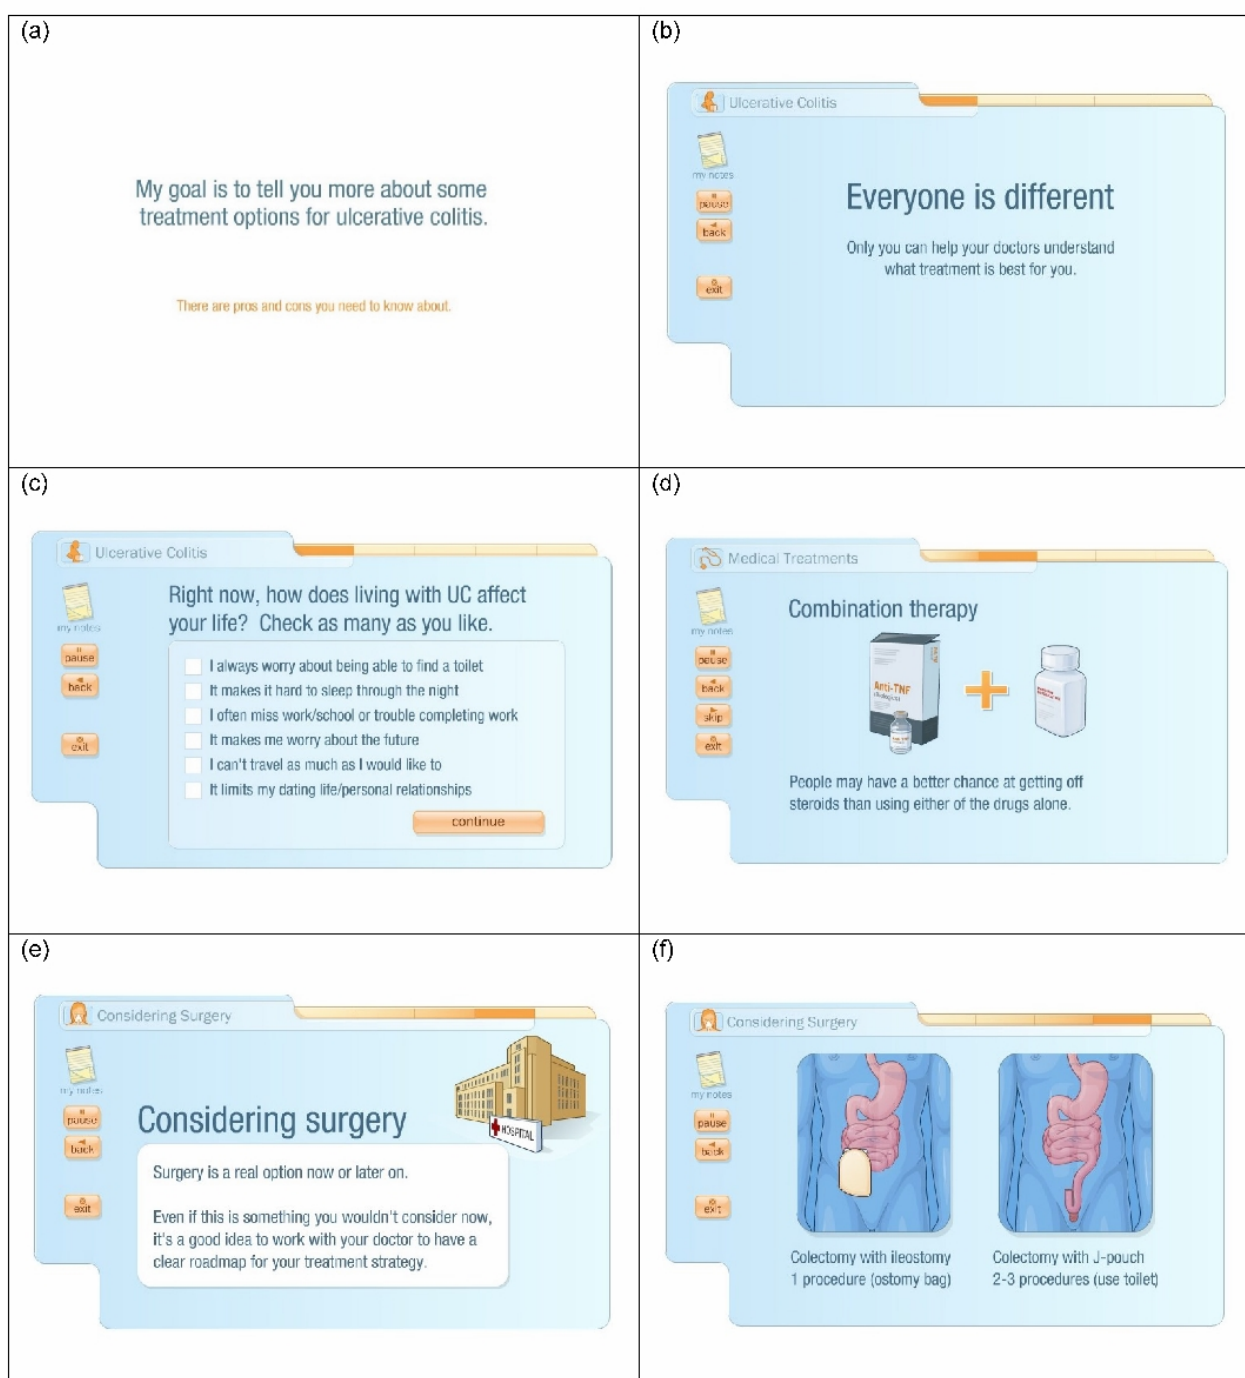 (a)
My goal is to tell you more about some
treatment options for ulcerative colitis.
There are pros and cons you need to know about.
(b)
Ulcerative Colitis
my notes
pause
back
exit
Everyone is different
Only you can help your doctors understand
what treatment is best for you.
(c)
Ulcerative Colitis
my notes
pause
back
exit
Right now, how does living with UC affect
your life? Check as many as you like.
I always worry about being able to find a toilet
It makes it hard to sleep through the night
I often miss work/school or trouble completing work
It makes me worry about the future
I can't travel as much as I would like to
It limits my dating life/personal relationships
continue
(d)
Medical Treatments
my notes
pause
back
skip
exit
Combination therapy
Anti-TNF
People may have a better chance at getting off
steroids than using either of the drugs alone.
(e)
Considering Surgery
my notes
pause
back
exit
HOSPITAL
Considering surgery
Surgery is a real option now or later on.
Even if this is something you wouldn't consider now,
it's a good idea to work with your doctor to have a
clear roadmap for your treatment strategy.
(f)
Considering Surgery
my notes
pause
back
exit
Colectomy with ileostomy
1 procedure (ostomy bag)
Colectomy with J-pouch
2-3 procedures (use toilet)